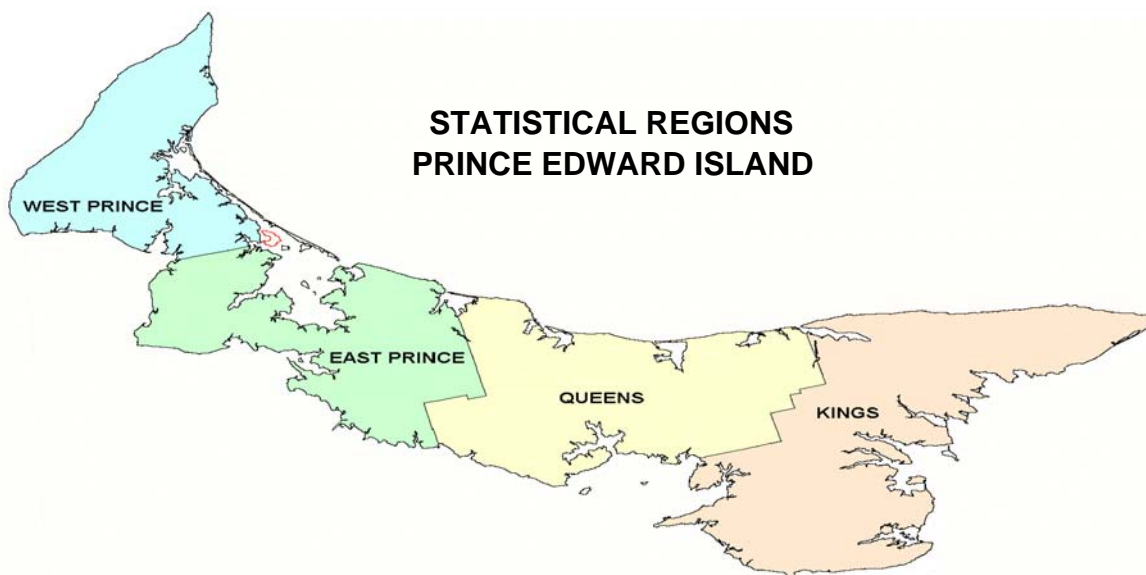 STATISTICAL REGIONS
PRINCE EDWARD ISLAND
WEST PRINCE
EAST PRINCE
QUEENS
KINGS